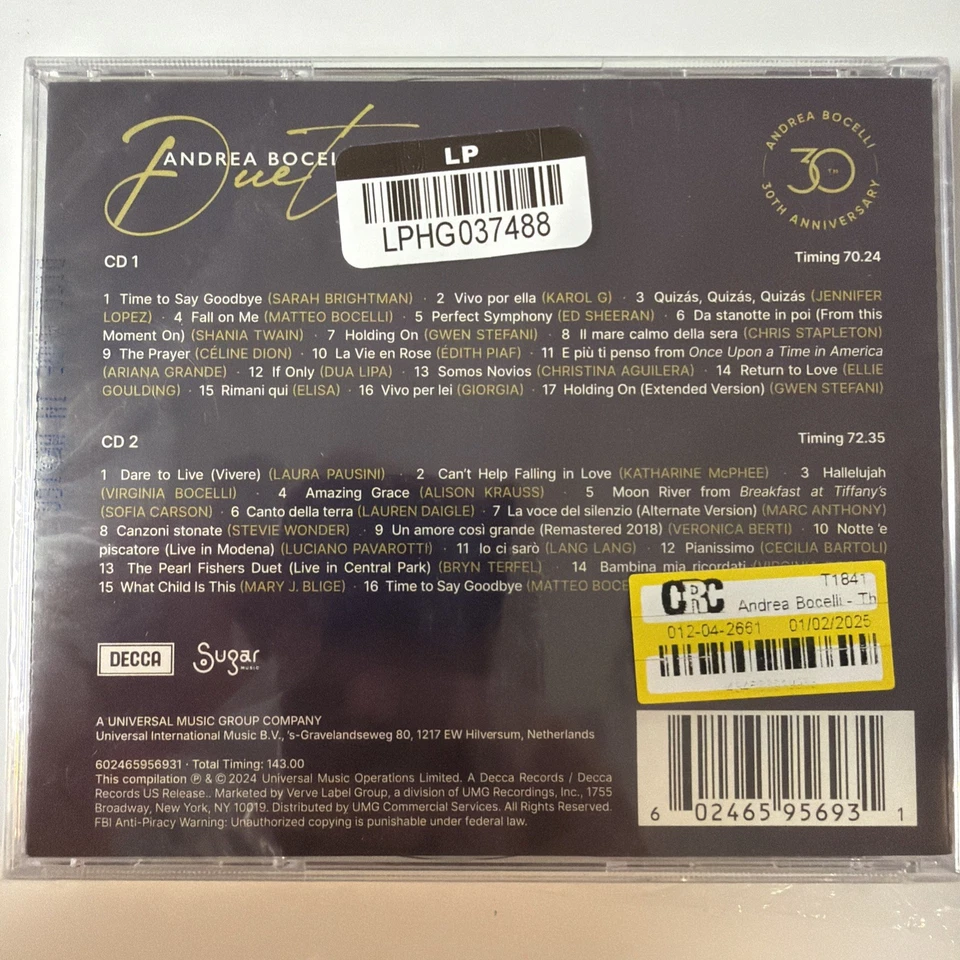 Duet
ANDREA BOCEL
LP
LPHG037488
ANDREA BOCELLI
30TH
30TH ANNIVERSARY
CD 1
Timing 70.24
1 Time to Say Goodbye (SARAH BRIGHTMAN) · 2 Vivo por ella (KAROL G) · 3 Quizás, Quizás, Quizás (JENNIFER
LOPEZ) · 4 Fall on Me (MATTEO BOCELLI) · 5 Perfect Symphony (ED SHEERAN) · 6 Da stanotte in poi (From this
Moment On) (SHANIA TWAIN) · 7 Holding On (GWEN STEFANI) · 8 Il mare calmo della sera (CHRIS STAPLETON)
9 The Prayer (CÉLINE DION) · 10 La Vie en Rose (ÉDITH PIAF) · 11 E più ti penso from Once Upon a Time in America
(ARIANA GRANDE) · 12 If Only (DUA LIPA) · 13 Somos Novios (CHRISTINA AGUILERA) · 14 Return to Love (ELLIE
GOULDING) · 15 Rimani qui (ELISA) · 16 Vivo per lei (GIORGIA) · 17 Holding On (Extended Version) (GWEN STEFANI)
CD 2
Timing 72.35
1 Dare to Live (Vivere) (LAURA PAUSINI) · 2 Can't Help Falling in Love (KATHARINE McPHEE) · 3 Hallelujah
(VIRGINIA BOCELLI) · 4 Amazing Grace (ALISON KRAUSS) · 5 Moon River from Breakfast at Tiffany's
(SOFIA CARSON) · 6 Canto della terra (LAUREN DAIGLE) · 7 La voce del silenzio (Alternate Version) (MARC ANTHONY)
8 Canzoni stonate (STEVIE WONDER) · 9 Un amore così grande (Remastered 2018) (VERONICA BERTI) · 10 Notte 'e
piscatore (Live in Modena) (LUCIANO PAVAROTTI) · 11 Io ci sarò (LANG LANG) · 12 Pianissimo (CECILIA BARTOLI)
13 The Pearl Fishers Duet (Live in Central Park) (BRYN TERFEL) · 14 Bambina mia ricordati
15 What Child Is This (MARY J. BLIGE) · 16 Time to Say Goodbye (MATTEO BOCE
CRC
T1841
Andrea Bocelli - Th
012-04-2661 01/02/2025
DECCA
Sugar
MUSIC
A UNIVERSAL MUSIC GROUP COMPANY
Universal International Music B.V., 's-Gravelandseweg 80, 1217 EW Hilversum, Netherlands
602465956931 · Total Timing: 143.00
This compilation ℗ & © 2024 Universal Music Operations Limited. A Decca Records / Decca
Records US Release.. Marketed by Verve Label Group, a division of UMG Recordings, Inc., 1755
Broadway, New York, NY 10019. Distributed by UMG Commercial Services. All Rights Reserved.
FBI Anti-Piracy Warning: Unauthorized copying is punishable under federal law.
6 02465 95693 1